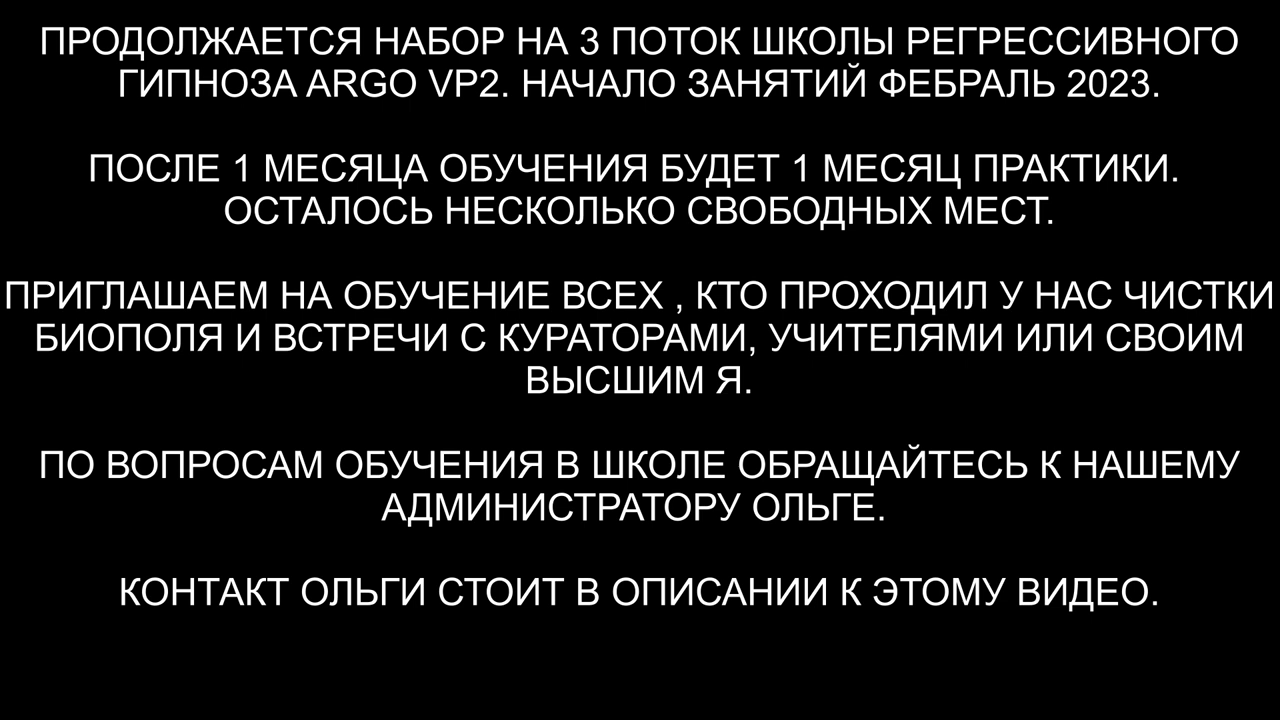 ПРОДОЛЖАЕТСЯ НАБОР НА 3 ПОТОК ШКОЛЫ РЕГРЕССИВНОГО
ГИПНОЗА ARGO VP2. НАЧАЛО ЗАНЯТИЙ ФЕБРАЛЬ 2023.
ПОСЛЕ 1 МЕСЯЦА ОБУЧЕНИЯ БУДЕТ 1 МЕСЯЦ ПРАКТИКИ.
ОСТАЛОСЬ НЕСКОЛЬКО СВОБОДНЫХ МЕСТ.
ПРИГЛАШАЕМ НА ОБУЧЕНИЕ ВСЕХ , КТО ПРОХОДИЛ У НАС ЧИСТКИ
БИОПОЛЯ И ВСТРЕЧИ С КУРАТОРАМИ, УЧИТЕЛЯМИ ИЛИ СВОИМ
ВЫСШИМ Я.
ПО ВОПРОСАМ ОБУЧЕНИЯ В ШКОЛЕ ОБРАЩАЙТЕСЬ К НАШЕМУ
АДМИНИСТРАТОРУ ОЛЬГЕ.
КОНТАКТ ОЛЬГИ СТОИТ В ОПИСАНИИ К ЭТОМУ ВИДЕО.